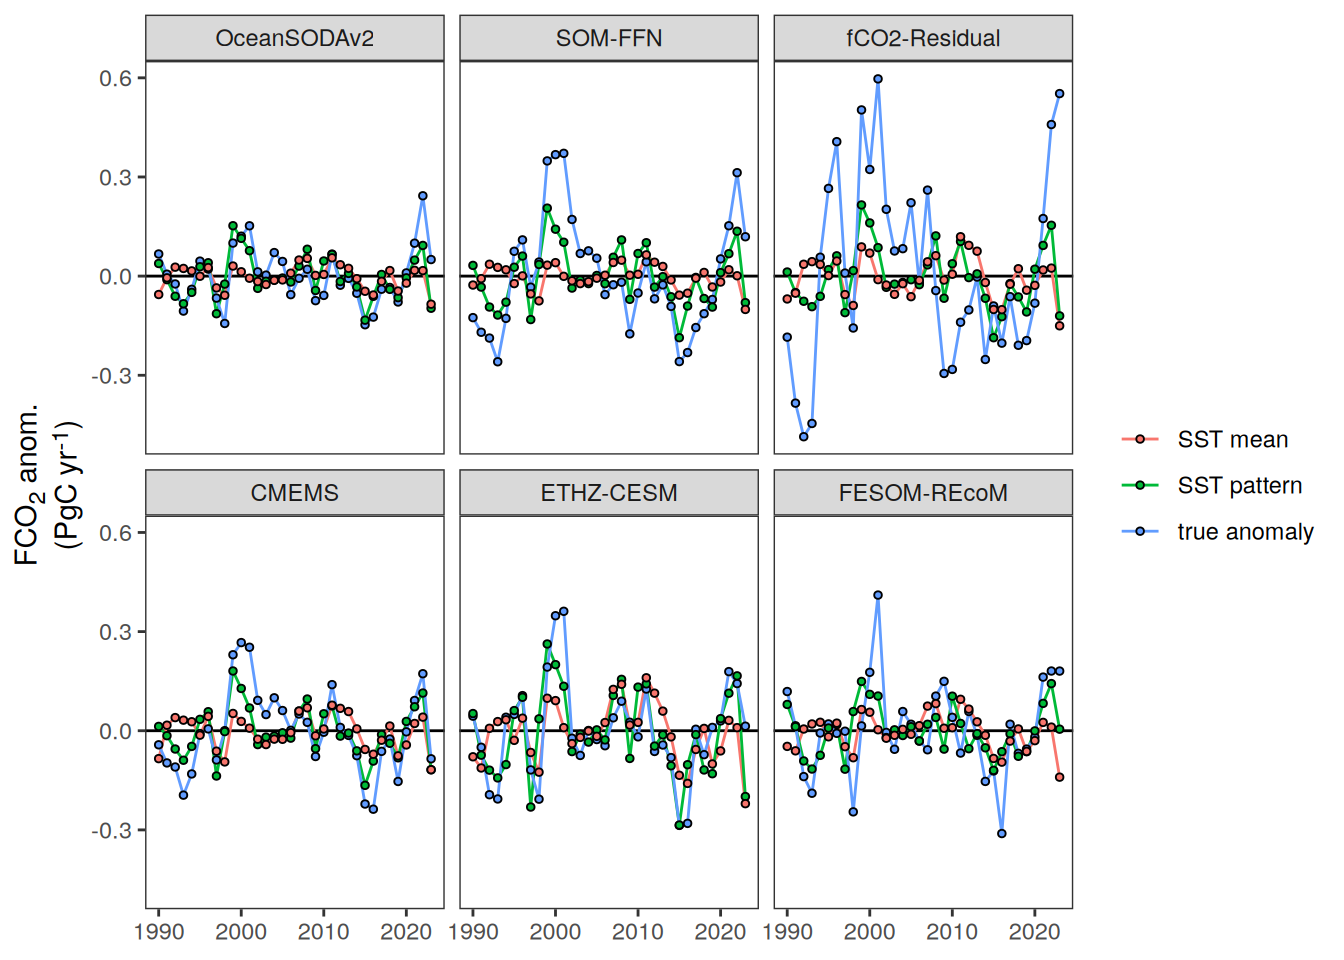 OceanSODAv2
SOM-FFN
fCO2-Residual
0.6
0.3
0.0
-0.3
FCO2 anom.
(PgC yr-1)
SST mean
SST pattern
true anomaly
CMEMS
ETHZ-CESM
FESOM-REcoM
0.6
0.3
0.0
-0.3
1990 2000 2010 2020 1990 2000 2010 2020 1990 2000 2010 2020